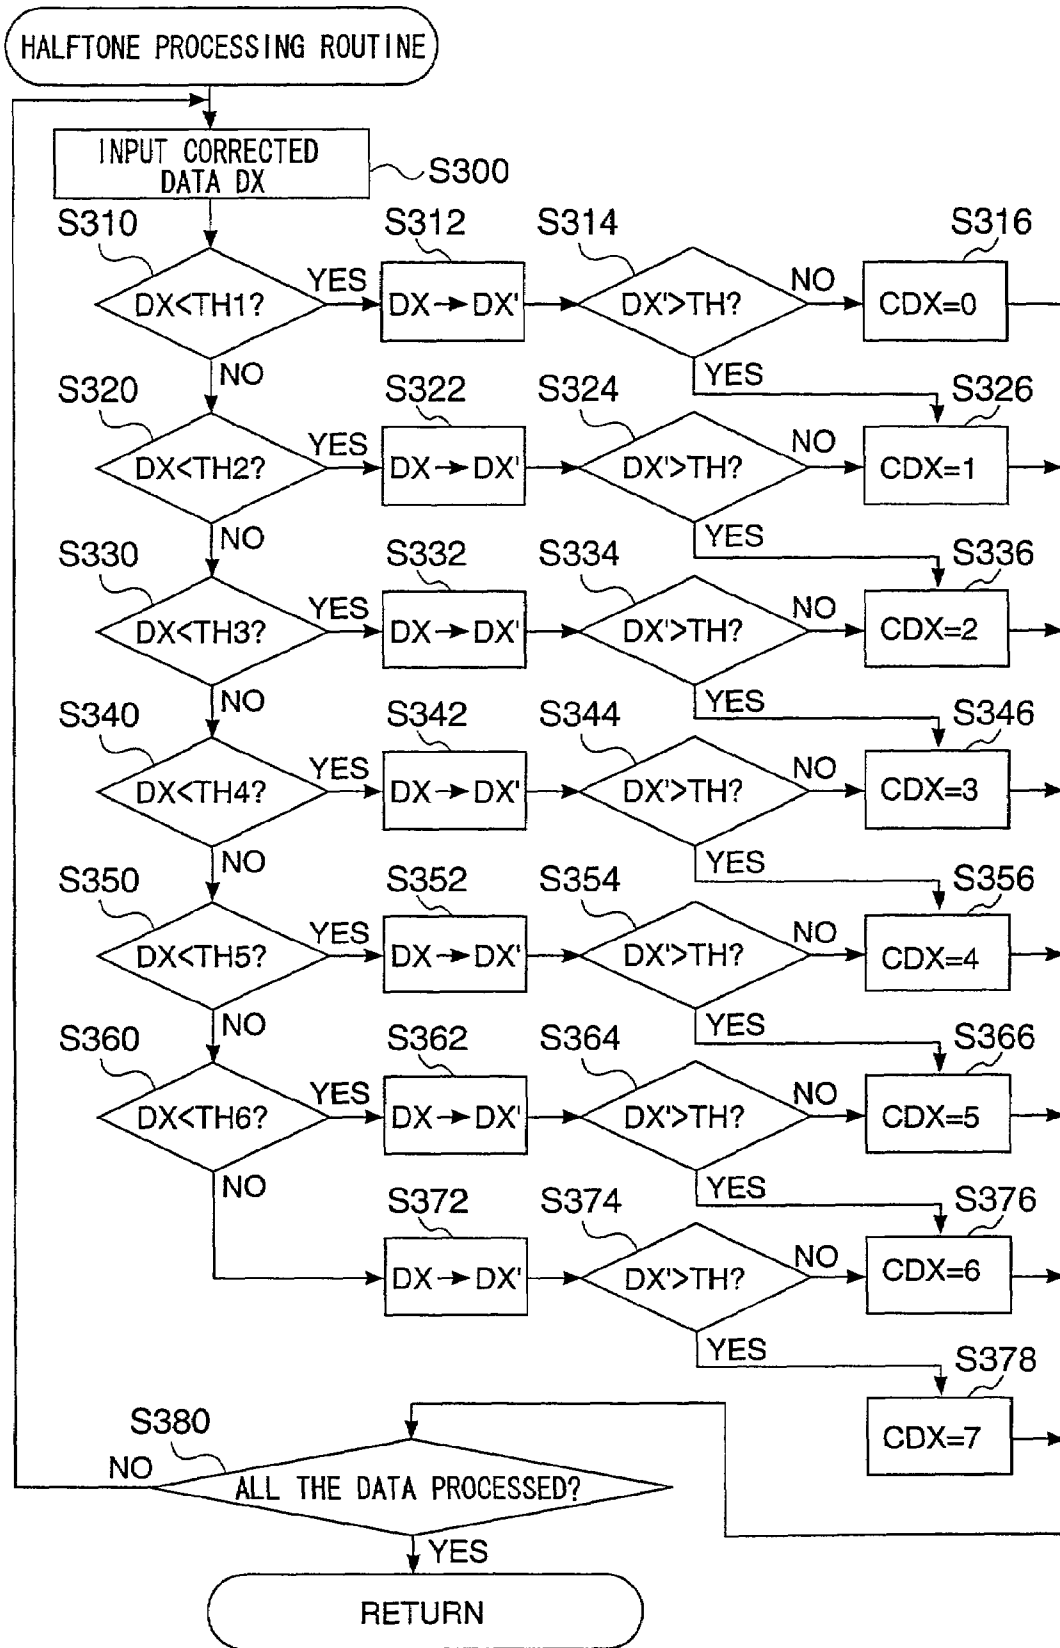 HALFTONE PROCESSING ROUTINE
INPUT CORRECTED
DATA DX
S300
S310
S312
S314
S316
DX<TH1?
YES
DX→DX'
DX'>TH?
NO
CDX=0
NO
YES
S320
S322
S324
S326
DX<TH2?
YES
DX→DX'
DX'>TH?
NO
CDX=1
NO
YES
S330
S332
S334
S336
DX<TH3?
YES
DX→DX'
DX'>TH?
NO
CDX=2
NO
YES
S340
S342
S344
S346
DX<TH4?
YES
DX→DX'
DX'>TH?
NO
CDX=3
NO
YES
S350
S352
S354
S356
DX<TH5?
YES
DX→DX'
DX'>TH?
NO
CDX=4
NO
YES
S360
S362
S364
S366
DX<TH6?
YES
DX→DX'
DX'>TH?
NO
CDX=5
NO
YES
S372
S374
S376
DX→DX'
DX'>TH?
NO
CDX=6
YES
S378
CDX=7
S380
NO
ALL THE DATA PROCESSED?
YES
RETURN